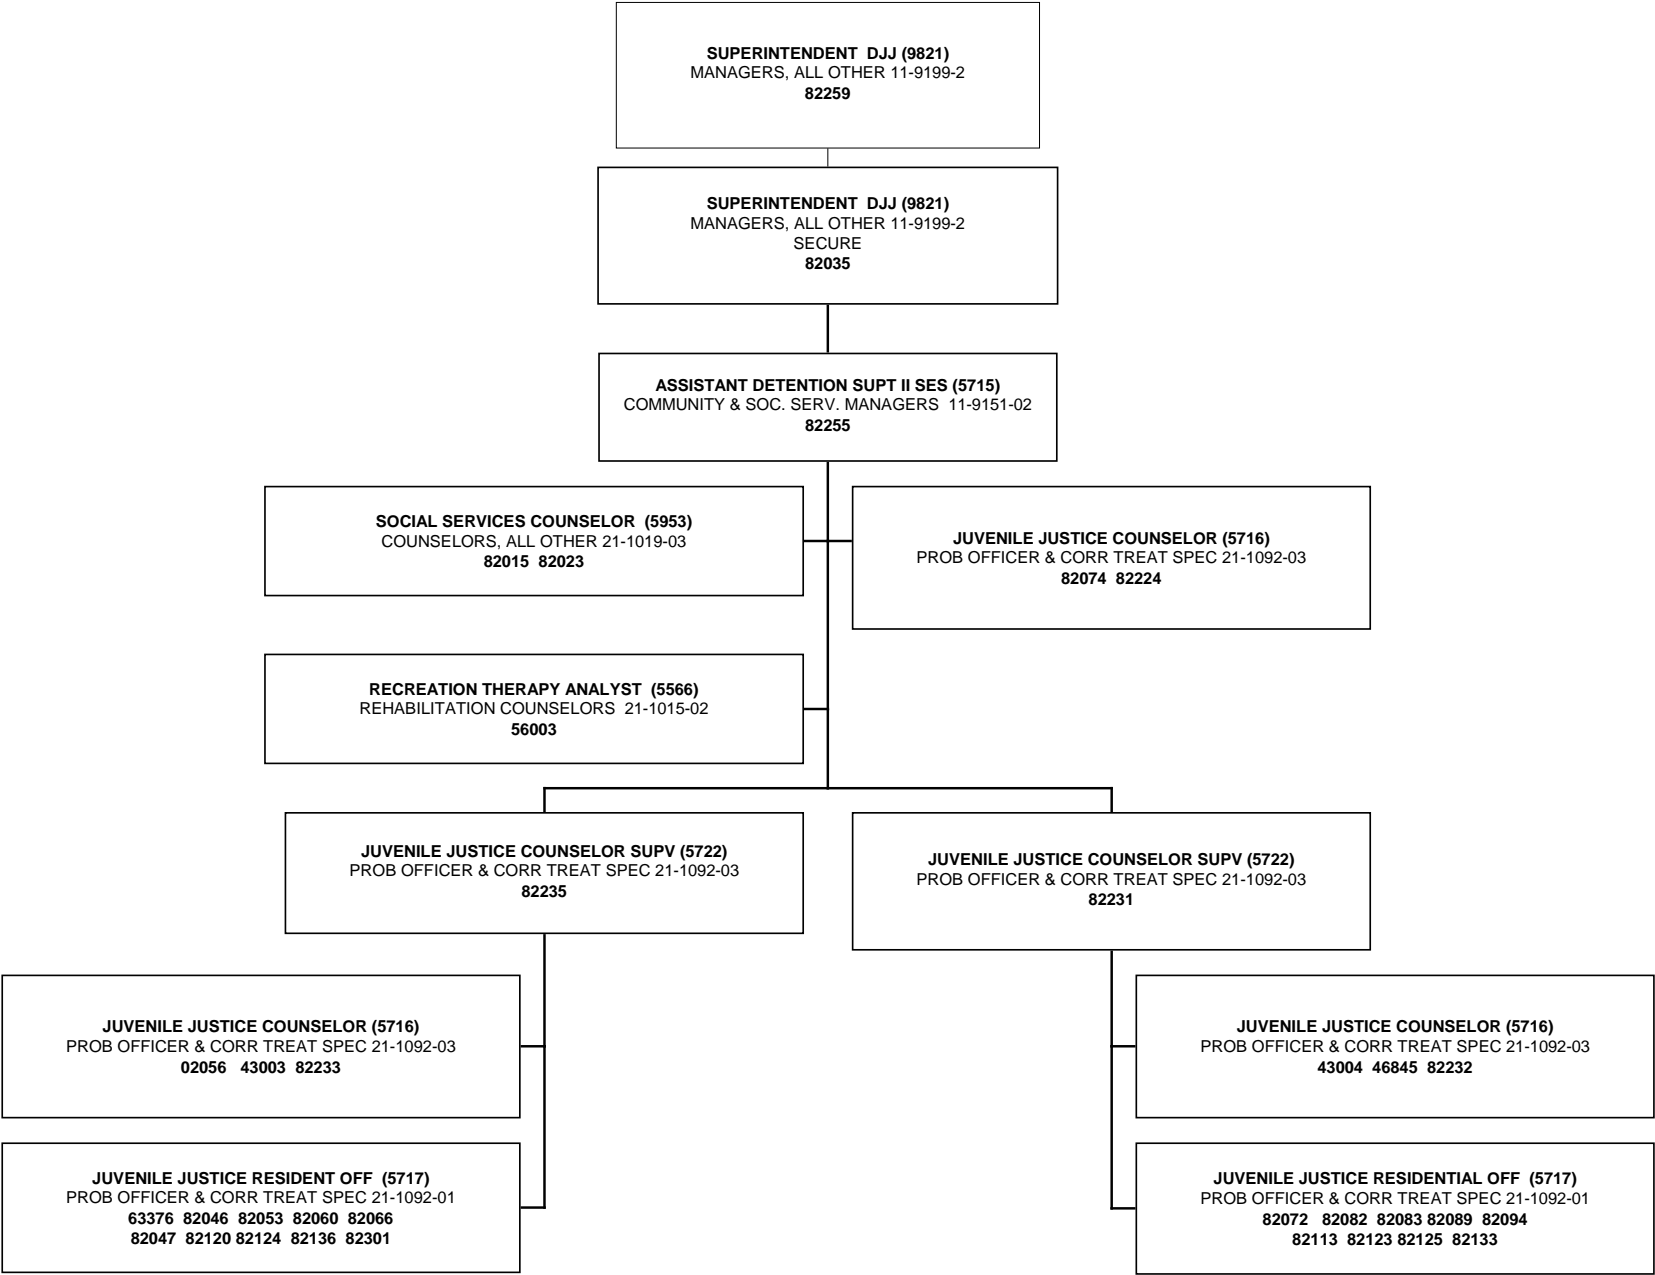 SUPERINTENDENT DJJ (9821)
MANAGERS, ALL OTHER 11-9199-2
82259
SUPERINTENDENT DJJ (9821)
MANAGERS, ALL OTHER 11-9199-2
SECURE
82035
ASSISTANT DETENTION SUPT II SES (5715)
COMMUNITY & SOC. SERV. MANAGERS 11-9151-02
82255
SOCIAL SERVICES COUNSELOR (5953)
COUNSELORS, ALL OTHER 21-1019-03
82015 82023
JUVENILE JUSTICE COUNSELOR (5716)
PROB OFFICER & CORR TREAT SPEC 21-1092-03
82074 82224
RECREATION THERAPY ANALYST (5566)
REHABILITATION COUNSELORS 21-1015-02
56003
JUVENILE JUSTICE COUNSELOR SUPV (5722)
PROB OFFICER & CORR TREAT SPEC 21-1092-03
82235
JUVENILE JUSTICE COUNSELOR SUPV (5722)
PROB OFFICER & CORR TREAT SPEC 21-1092-03
82231
JUVENILE JUSTICE COUNSELOR (5716)
PROB OFFICER & CORR TREAT SPEC 21-1092-03
02056 43003 82233
JUVENILE JUSTICE COUNSELOR (5716)
PROB OFFICER & CORR TREAT SPEC 21-1092-03
43004 46845 82232
JUVENILE JUSTICE RESIDENT OFF (5717)
PROB OFFICER & CORR TREAT SPEC 21-1092-01
63376 82046 82053 82060 82066
82047 82120 82124 82136 82301
JUVENILE JUSTICE RESIDENTIAL OFF (5717)
PROB OFFICER & CORR TREAT SPEC 21-1092-01
82072 82082 82083 82089 82094
82113 82123 82125 82133